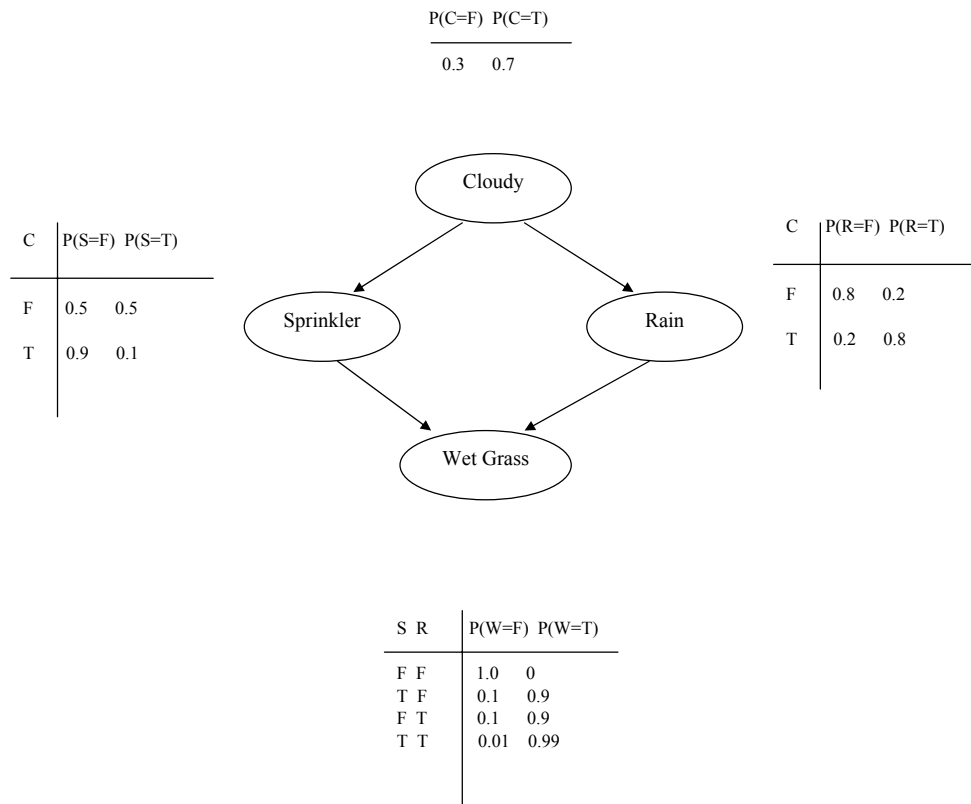 P(C=F) P(C=T)
0.3 0.7
Cloudy
C P(S=F) P(S=T)
F 0.5 0.5
T 0.9 0.1
C P(R=F) P(R=T)
F 0.8 0.2
T 0.2 0.8
Sprinkler
Rain
Wet Grass
S R P(W=F) P(W=T)
F F 1.0 0
T F 0.1 0.9
F T 0.1 0.9
T T 0.01 0.99